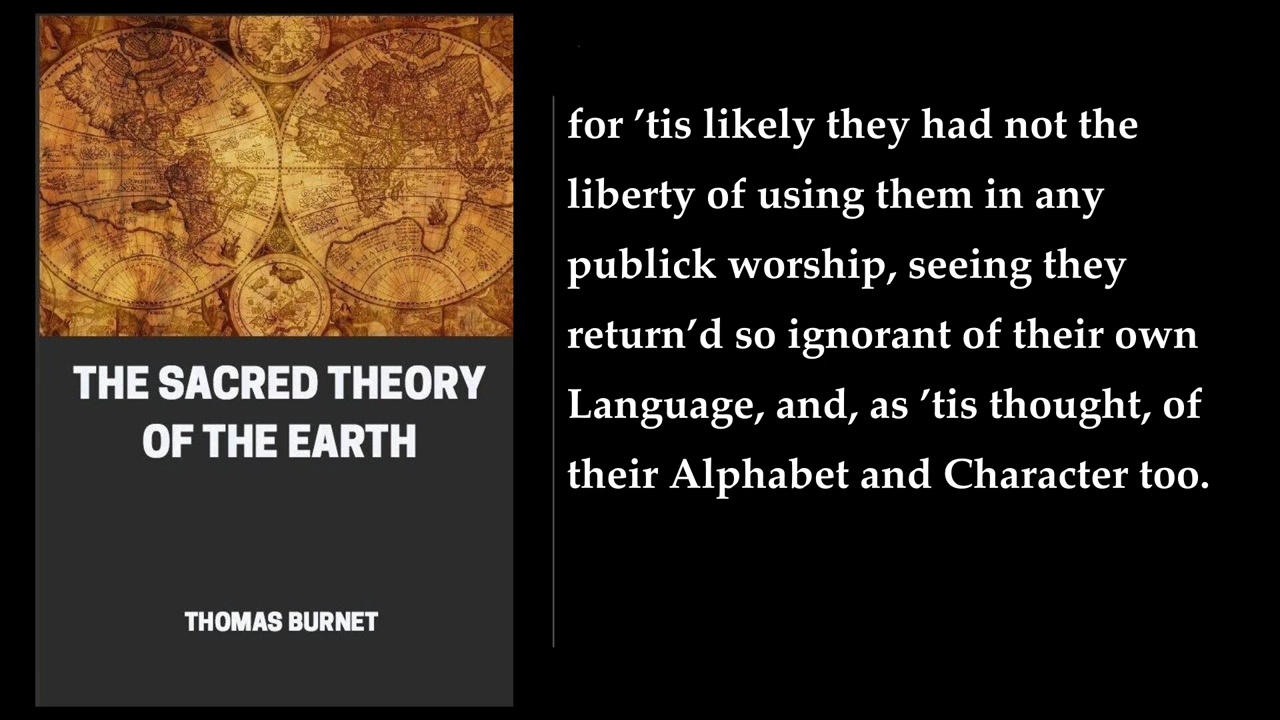 THE SACRED THEORY
OF THE EARTH
THOMAS BURNET
for ’tis likely they had not the
liberty of using them in any
publick worship, seeing they
return’d so ignorant of their own
Language, and, as ’tis thought, of
their Alphabet and Character too.